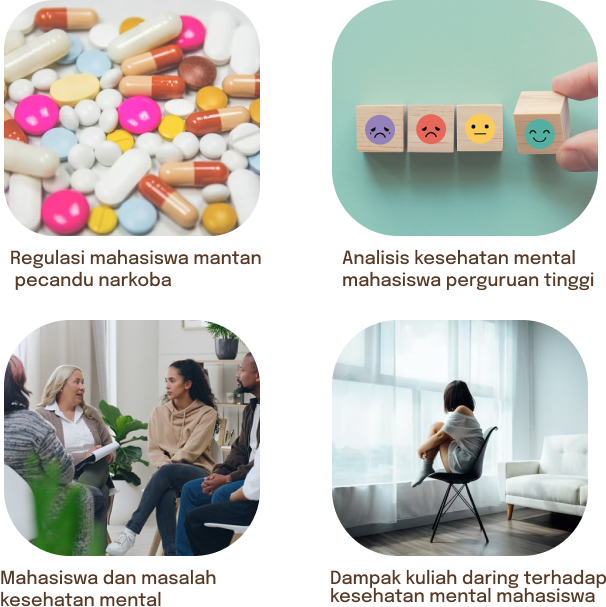 Regulasi mahasiswa mantan
pecandu narkoba
Analisis kesehatan mental
mahasiswa perguruan tinggi
Mahasiswa dan masalah
kesehatan mental
Dampak kuliah daring terhadap
kesehatan mental mahasiswa